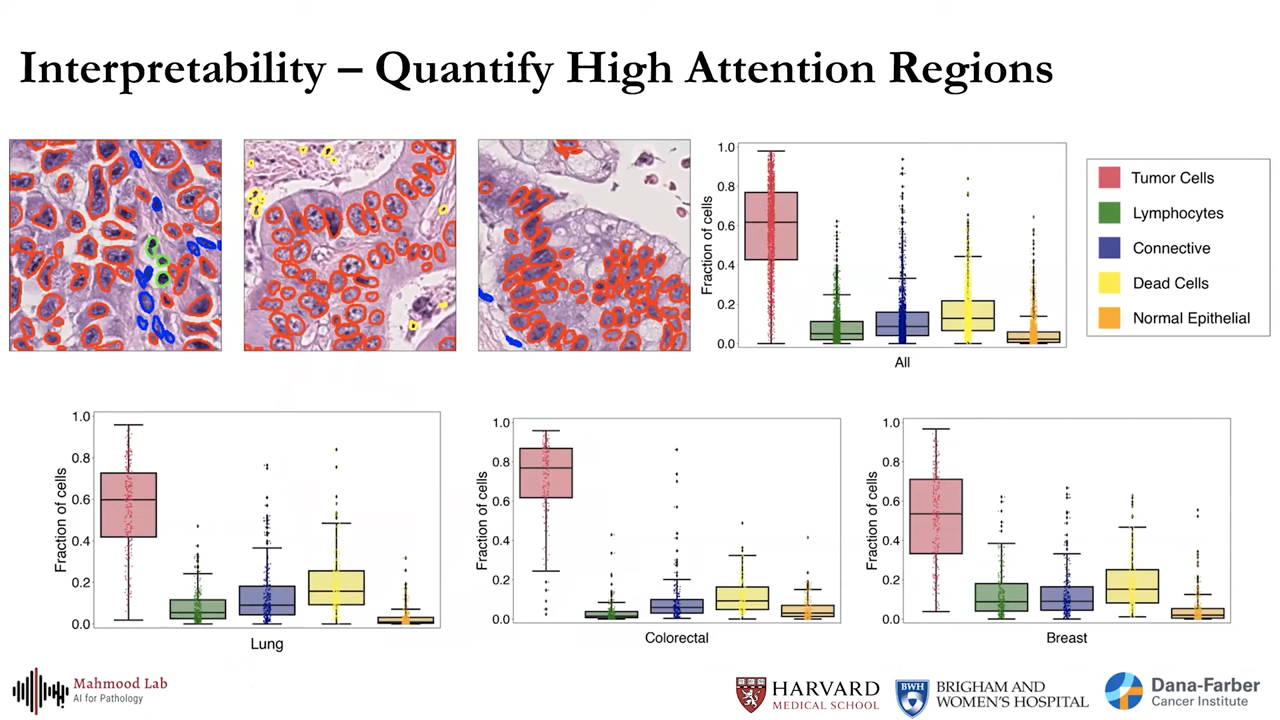 Interpretability – Quantify High Attention Regions
1.0
0.8
0.6
0.4
0.2
0.0
Fraction of cells
All
Tumor Cells
Lymphocytes
Connective
Dead Cells
Normal Epithelial
1.0
0.8
0.6
0.4
0.2
0.0
Fraction of cells
Lung
1.0
0.8
0.6
0.4
0.2
0.0
Fraction of cells
Colorectal
1.0
0.8
0.6
0.4
0.2
0.0
Fraction of cells
Breast
Mahmood Lab
AI for Pathology
HARVARD
MEDICAL SCHOOL
BWH
BRIGHAM AND
WOMEN'S HOSPITAL
Dana-Farber
Cancer Institute